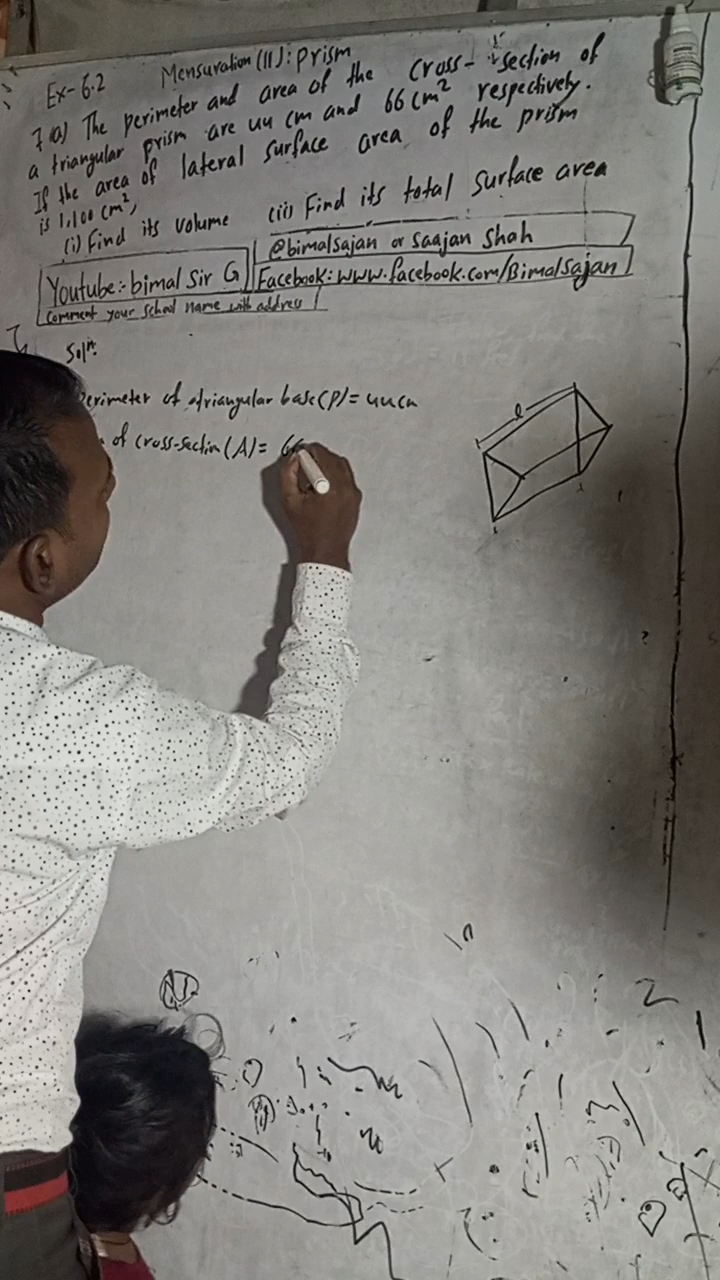 Ex-6.2 Mensuration (II): prism
7 (a) The perimeter and area of the cross-section of
a triangular prism are 44 cm and 66 cm² respectively.
If the area of lateral surface area of the prism
is 1,100 cm²,
(i) Find its volume (ii) Find its total surface area
@bimalsajan or Saajan Shah
Youtube:- bimal Sir G
Facebook: www.facebook.com/Bimalsajan
Comment your school name with address
Solⁿ:
Perimeter of triangular base (P) = 44 cm
of cross-section (A) = 66
l